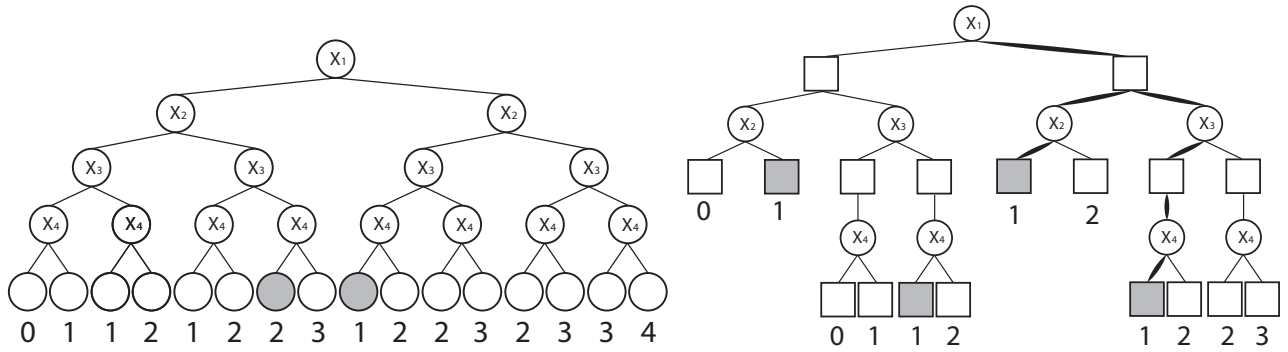 X1
X2 X2
X3 X3 X3 X3
X4 X4 X4 X4 X4 X4 X4 X4
0 1 1 2 1 2 2 3 1 2 2 3 2 3 3 4
X1
X2 X3 X2 X3
0 1 1 2
X4 X4 X4 X4
0 1 1 2 1 2 2 3